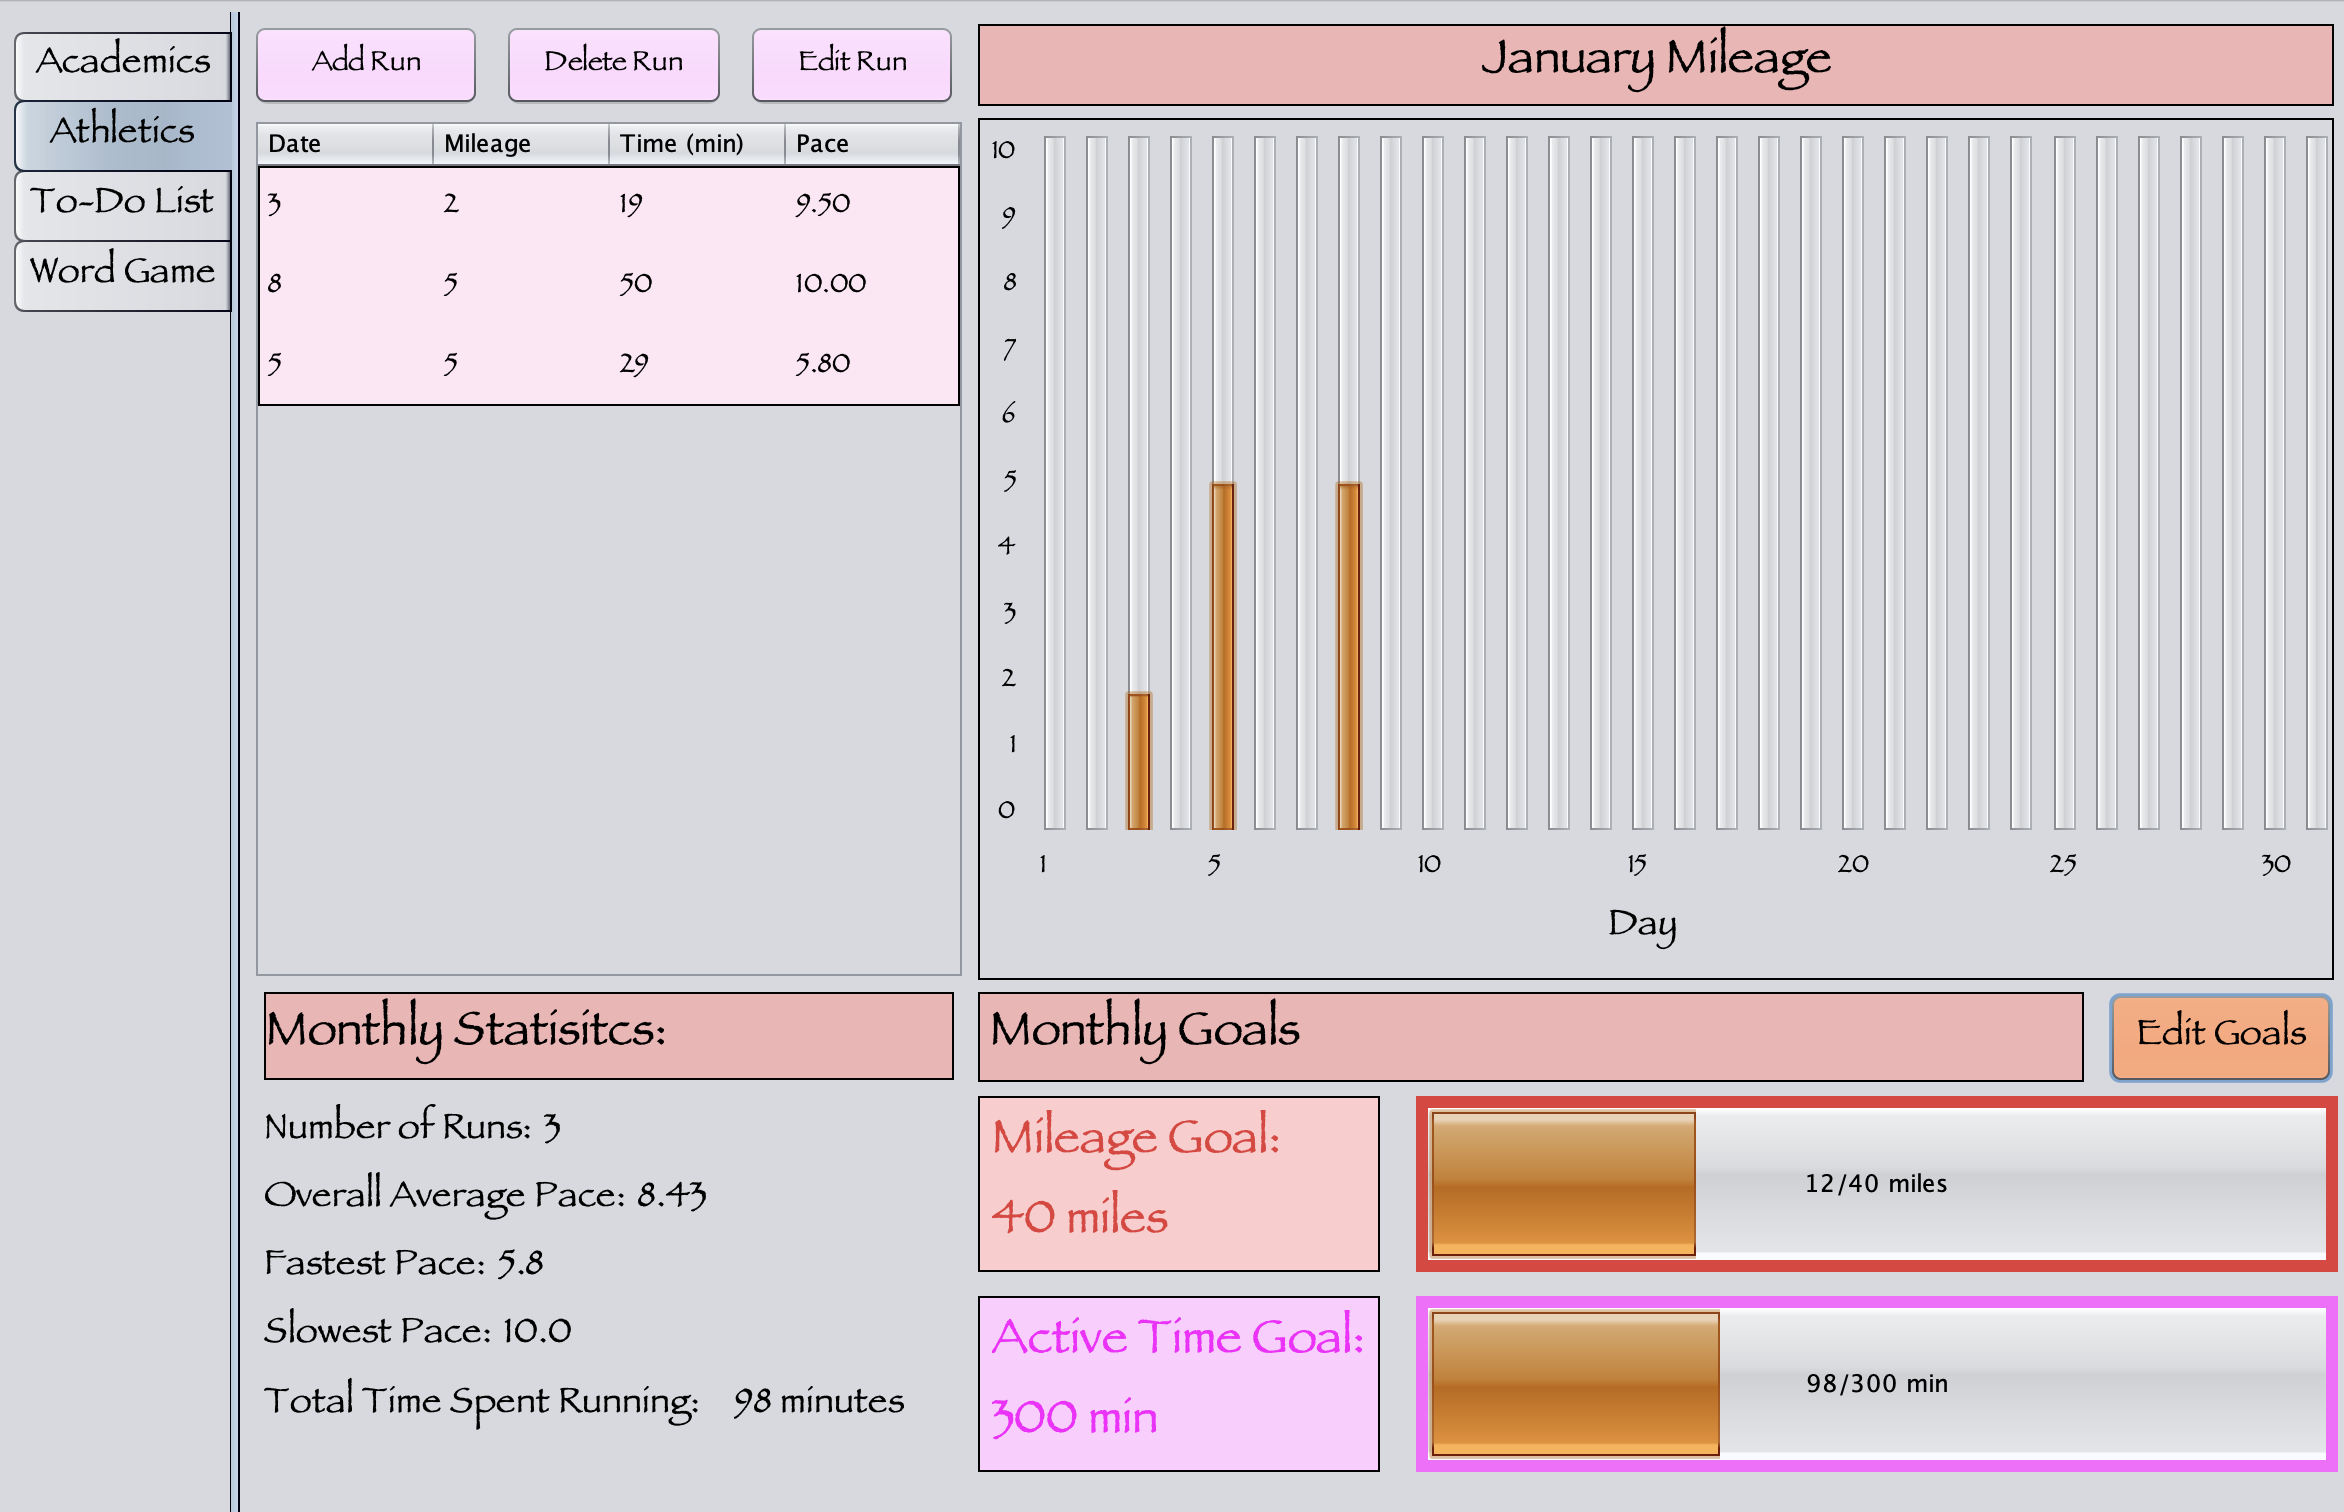 Academics
Athletics
To-Do List
Word Game
Add Run
Delete Run
Edit Run
Date Mileage Time (min) Pace
3 2 19 9.50
8 5 50 10.00
5 5 29 5.80
January Mileage
10
9
8
7
6
5
4
3
2
1
0
1 5 10 15 20 25 30
Day
Monthly Statisitcs:
Number of Runs: 3
Overall Average Pace: 8.43
Fastest Pace: 5.8
Slowest Pace: 10.0
Total Time Spent Running: 98 minutes
Monthly Goals
Edit Goals
Mileage Goal:
40 miles
12/40 miles
Active Time Goal:
300 min
98/300 min